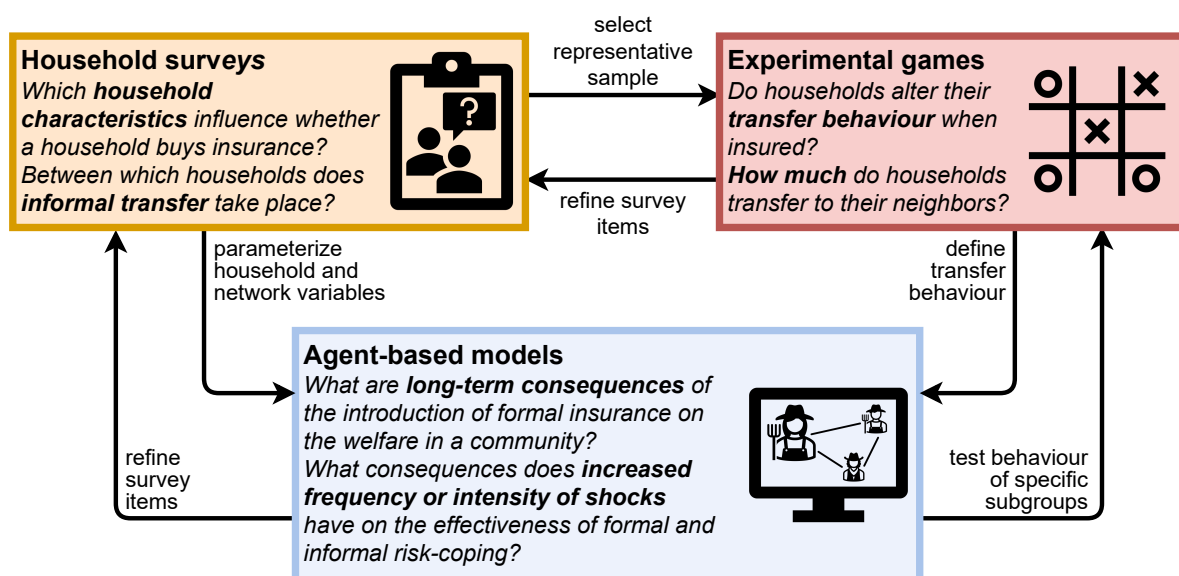 select
representative
sample
Household surveys
Which household
characteristics influence whether
a household buys insurance?
Between which households does
informal transfer take place?
?
Experimental games
Do households alter their
transfer behaviour when
insured?
How much do households
transfer to their neighbors?
refine survey
items
parameterize
household and
network variables
define
transfer
behaviour
Agent-based models
What are long-term consequences of
the introduction of formal insurance on
the welfare in a community?
What consequences does increased
frequency or intensity of shocks
have on the effectiveness of formal and
informal risk-coping?
refine
survey
items
test behaviour
of specific
subgroups